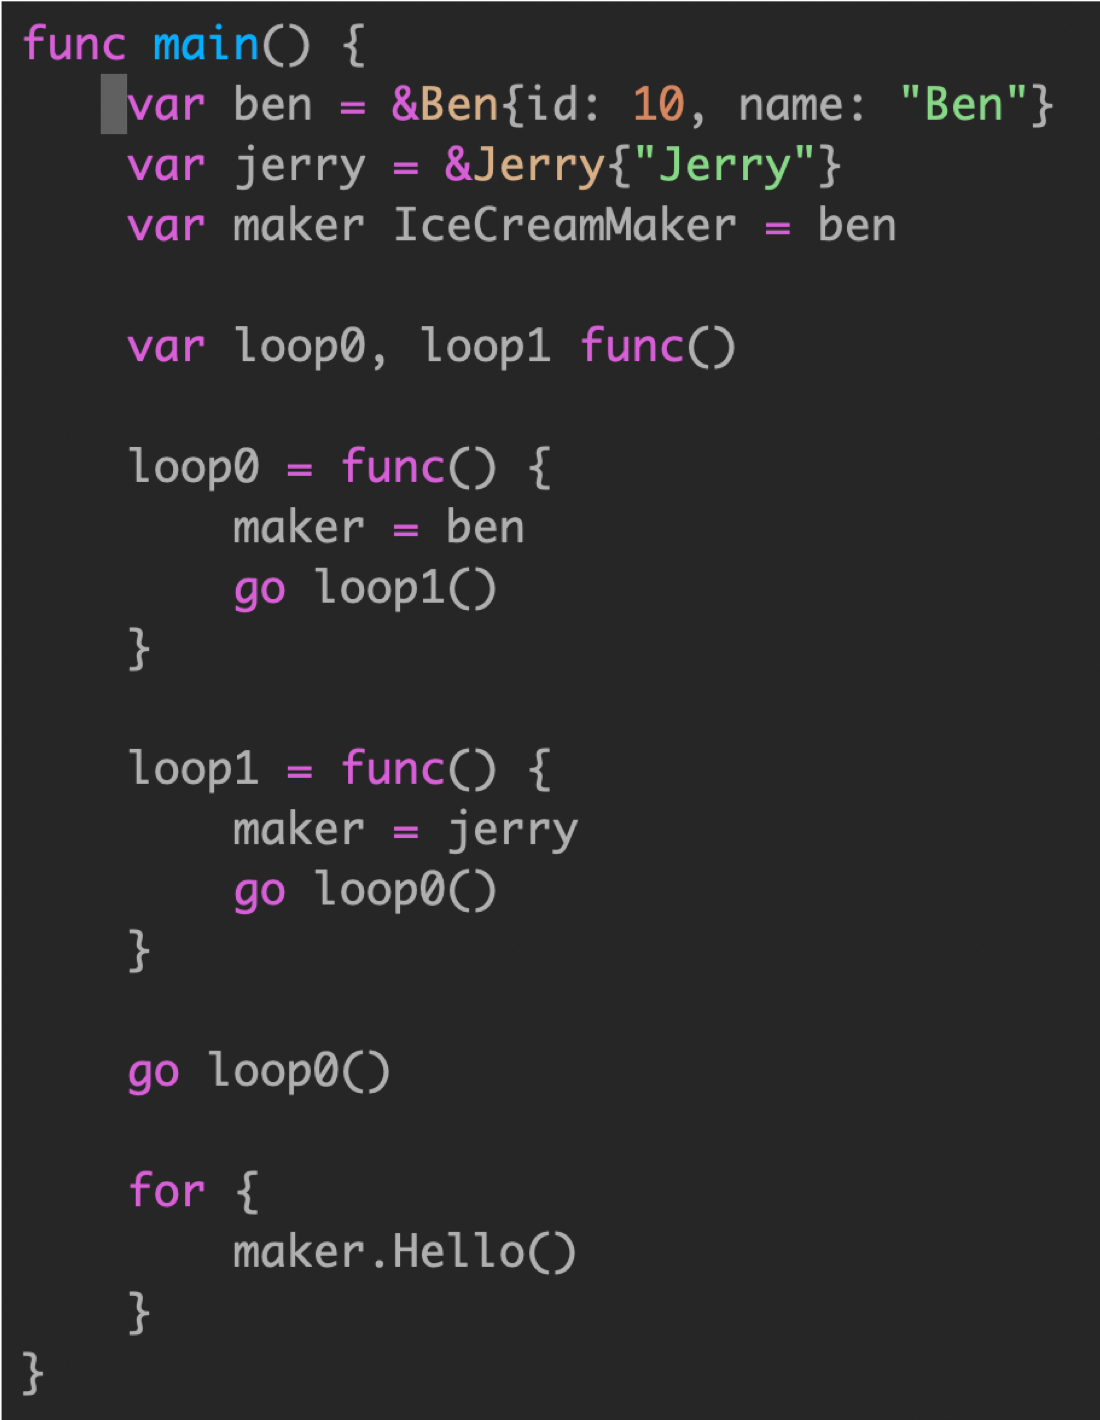 func main() {
    var ben = &Ben{id: 10, name: "Ben"}
    var jerry = &Jerry{"Jerry"}
    var maker IceCreamMaker = ben

    var loop0, loop1 func()

    loop0 = func() {
        maker = ben
        go loop1()
    }

    loop1 = func() {
        maker = jerry
        go loop0()
    }

    go loop0()

    for {
        maker.Hello()
    }
}